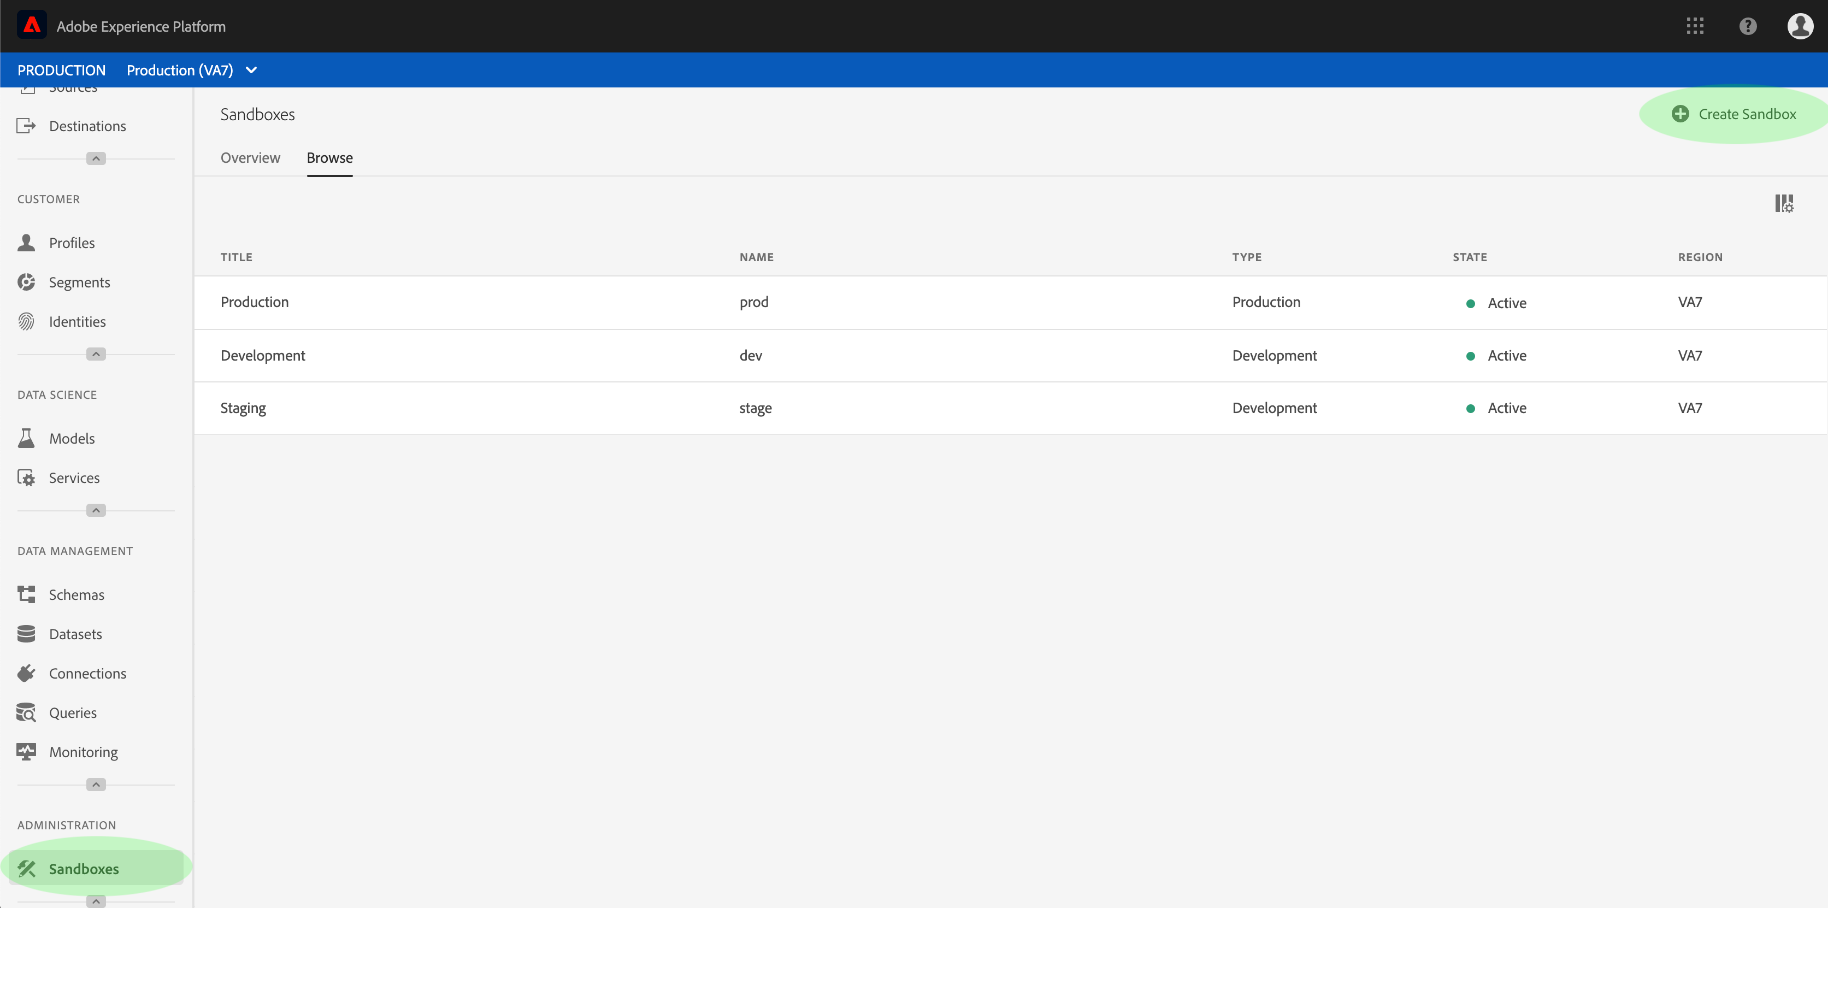 Adobe Experience Platform
PRODUCTION Production (VA7)
Sources
Destinations
CUSTOMER
Profiles
Segments
Identities
DATA SCIENCE
Models
Services
DATA MANAGEMENT
Schemas
Datasets
Connections
Queries
Monitoring
ADMINISTRATION
Sandboxes
Sandboxes
Create Sandbox
Overview Browse
TITLE NAME TYPE STATE REGION
Production prod Production Active VA7
Development dev Development Active VA7
Staging stage Development Active VA7